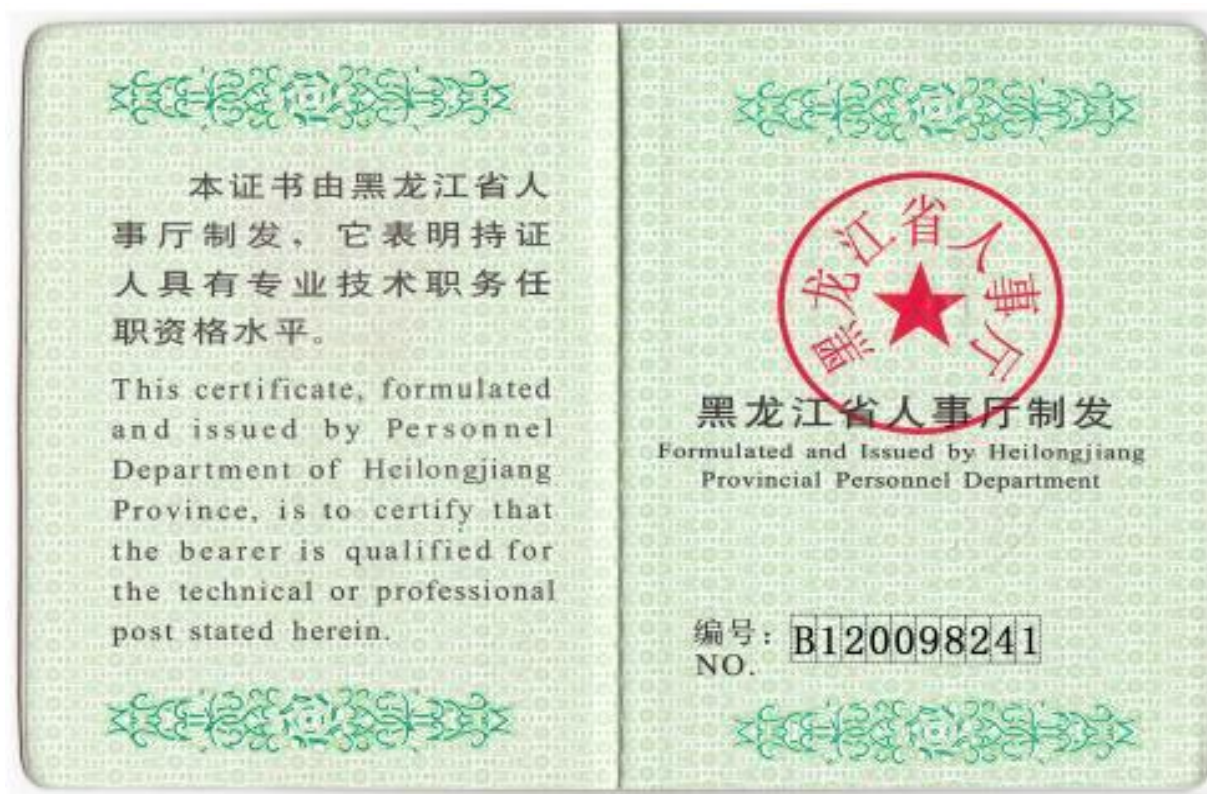 本证书由黑龙江省人
事厅制发，它表明持证
人具有专业技术职务任
职资格水平。
This certificate, formulated
and issued by Personnel
Department of Heilongjiang
Province, is to certify that
the bearer is qualified for
the technical or professional
post stated herein.
黑龙江省人事厅
黑龙江省人事厅制发
Formulated and Issued by Heilongjiang
Provincial Personnel Department
编号：B120098241
NO.